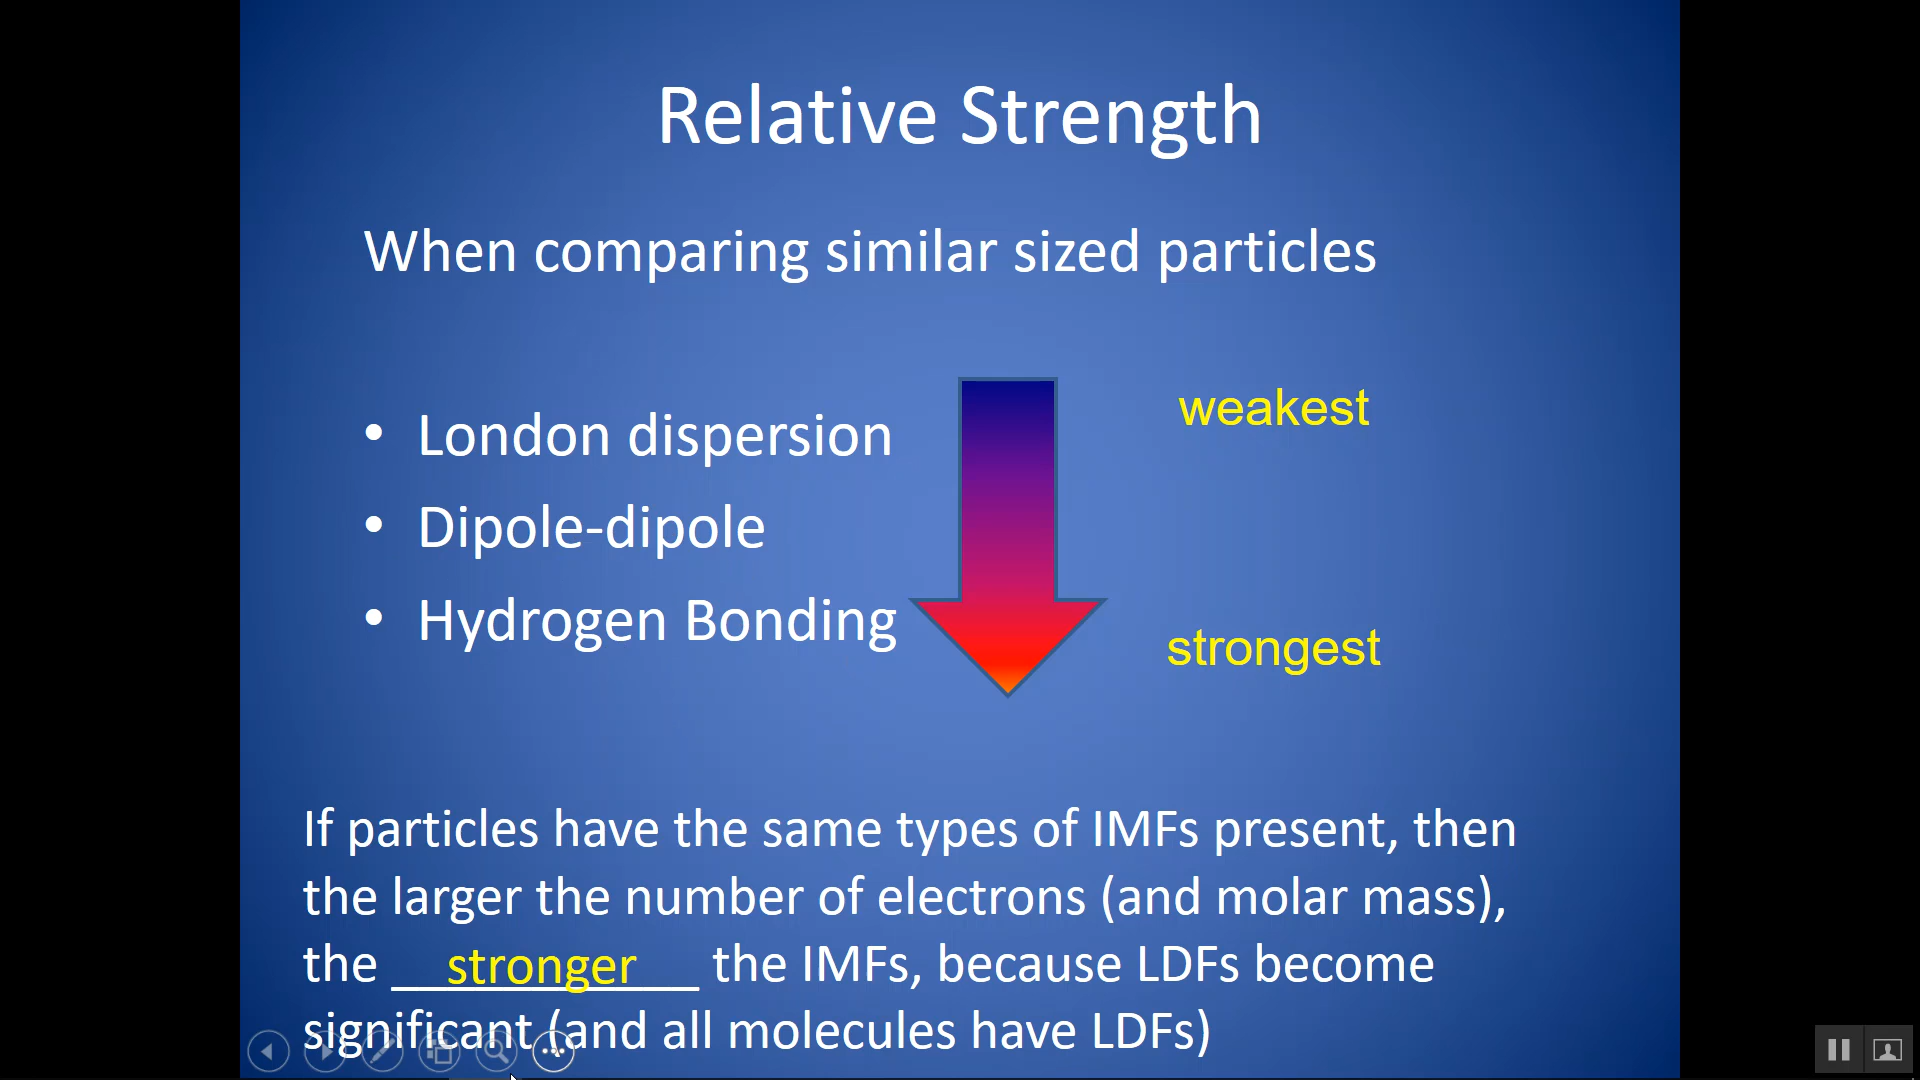 Relative Strength
When comparing similar sized particles
• London dispersion
weakest
• Dipole-dipole
• Hydrogen Bonding
strongest
If particles have the same types of IMFs present, then
the larger the number of electrons (and molar mass),
the ___stronger___ the IMFs, because LDFs become
significant (and all molecules have LDFs)